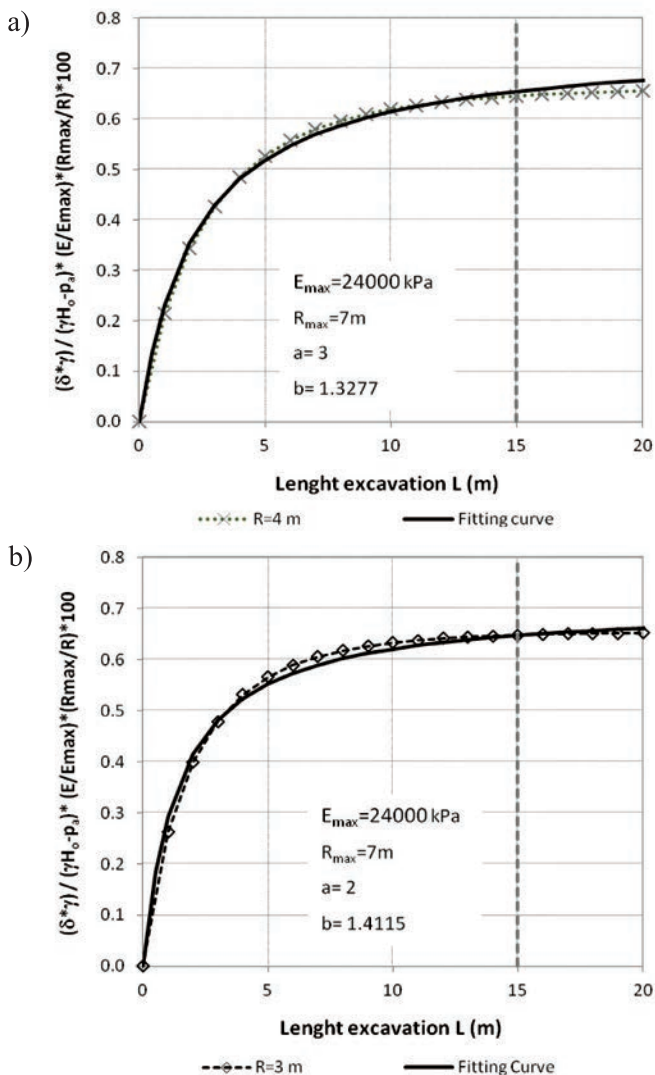 a)
(δ*γ) / (γHₒ-pₐ)* (E/Emax)*(Rmax/R)*100
0.8
0.7
0.6
0.5
0.4
0.3
0.2
0.1
0.0
Eₘₐₓ=24000 kPa
Rₘₐₓ=7m
a= 3
b= 1.3277
0 5 10 15 20
Lenght excavation L (m)
R=4 m Fitting curve
b)
(δ*γ) / (γHₒ-pₐ)* (E/Emax)*(Rmax/R)*100
0.8
0.7
0.6
0.5
0.4
0.3
0.2
0.1
0.0
Eₘₐₓ=24000 kPa
Rₘₐₓ=7m
a= 2
b= 1.4115
0 5 10 15 20
Lenght excavation L (m)
R=3 m Fitting Curve